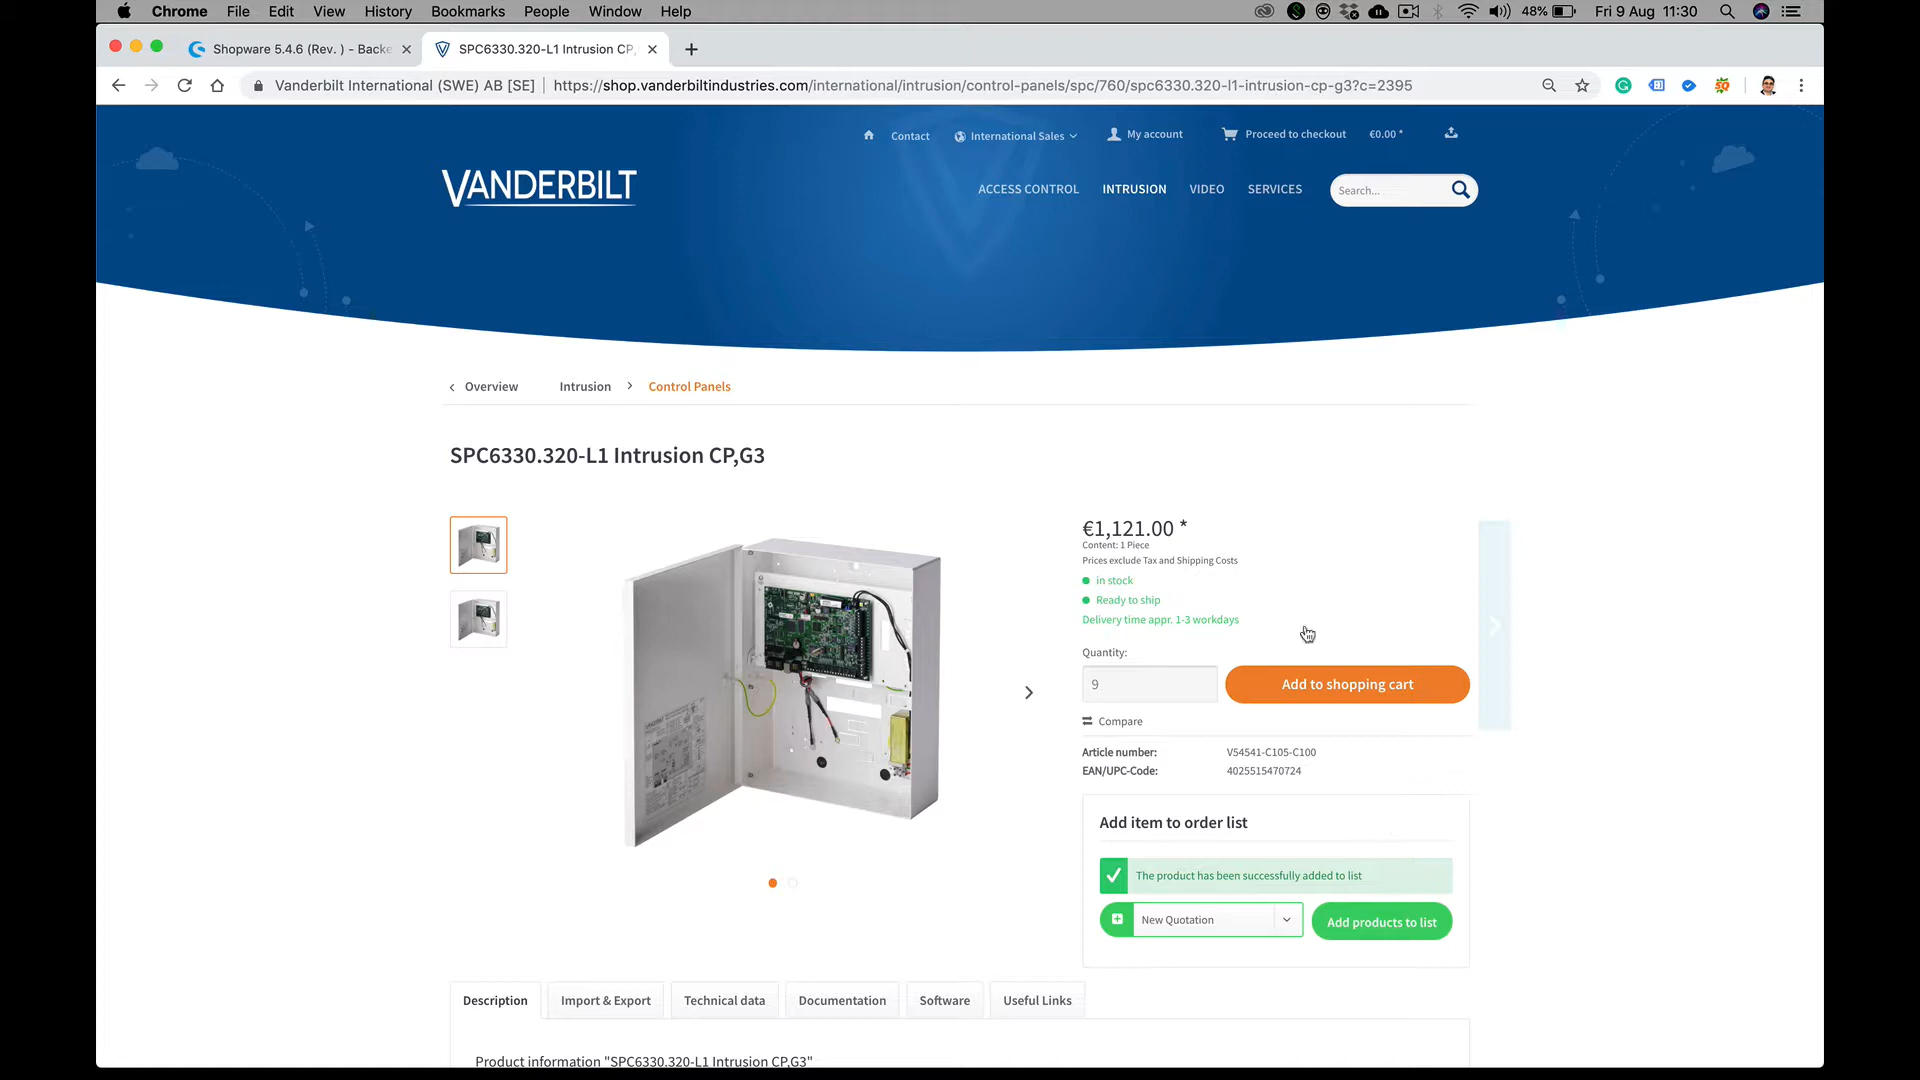 Chrome File Edit View History Bookmarks People Window Help 48% Fri 9 Aug 11:30
Shopware 5.4.6 (Rev. ) - Backe SPC6330.320-L1 Intrusion CP,
Vanderbilt International (SWE) AB [SE] https://shop.vanderbiltindustries.com/international/intrusion/control-panels/spc/760/spc6330.320-l1-intrusion-cp-g3?c=2395
Contact International Sales My account Proceed to checkout €0.00 *
VANDERBILT
ACCESS CONTROL INTRUSION VIDEO SERVICES Search...
Overview Intrusion Control Panels
SPC6330.320-L1 Intrusion CP,G3
€1,121.00 *
Content: 1 Piece
Prices exclude Tax and Shipping Costs
in stock
Ready to ship
Delivery time appr. 1-3 workdays
Quantity:
9 Add to shopping cart
Compare
Article number: V54541-C105-C100
EAN/UPC-Code: 4025515470724
Add item to order list
The product has been successfully added to list
New Quotation Add products to list
Description Import & Export Technical data Documentation Software Useful Links
Product information "SPC6330.320-L1 Intrusion CP,G3"